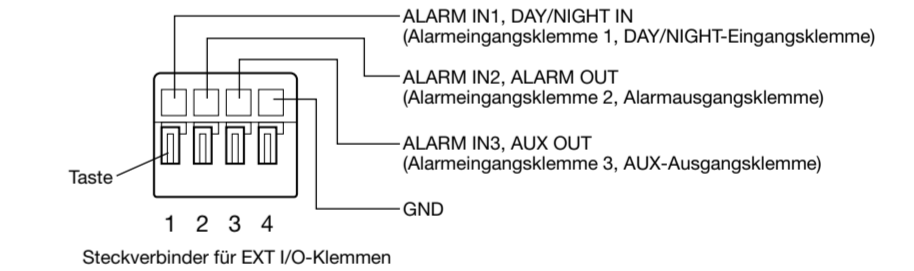 ALARM IN1, DAY/NIGHT IN
(Alarmeingangsklemme 1, DAY/NIGHT-Eingangsklemme)
ALARM IN2, ALARM OUT
(Alarmeingangsklemme 2, Alarmausgangsklemme)
ALARM IN3, AUX OUT
(Alarmeingangsklemme 3, AUX-Ausgangsklemme)
Taste
GND
1 2 3 4
Steckverbinder für EXT I/O-Klemmen